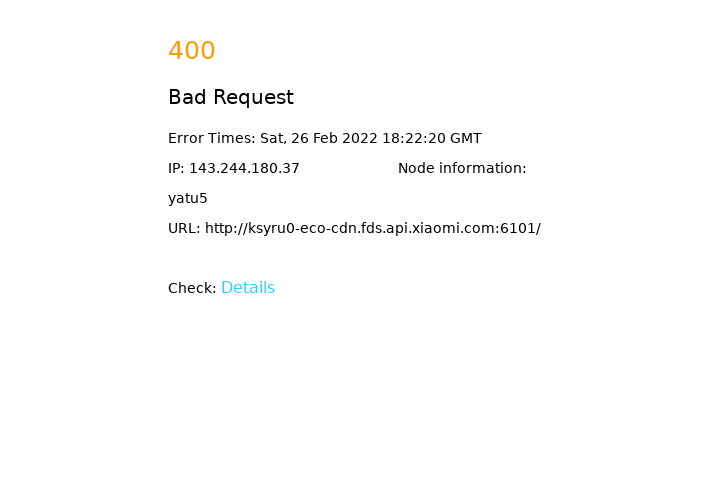 400
Bad Request
Error Times: Sat, 26 Feb 2022 18:22:20 GMT
IP: 143.244.180.37 Node information:
yatu5
URL: http://ksyru0-eco-cdn.fds.api.xiaomi.com:6101/
Check: Details